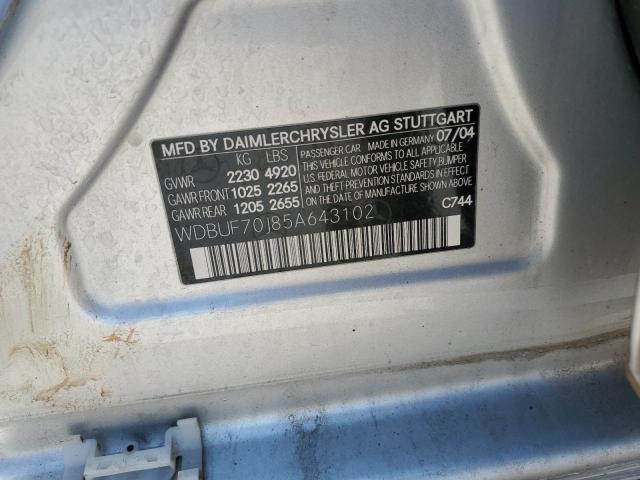 MFD BY DAIMLERCHRYSLER AG STUTTGART
KG LBS
GVWR 2230 4920
GAWR FRONT 1025 2265
GAWR REAR 1205 2655
PASSENGER CAR MADE IN GERMANY 07/04
THIS VEHICLE CONFORMS TO ALL APPLICABLE
U.S. FEDERAL MOTOR VEHICLE SAFETY, BUMPER
AND THEFT PREVENTION STANDARDS IN EFFECT
ON THE DATE OF MANUFACTURE SHOWN ABOVE.
C744
WDBUF70J85A643102